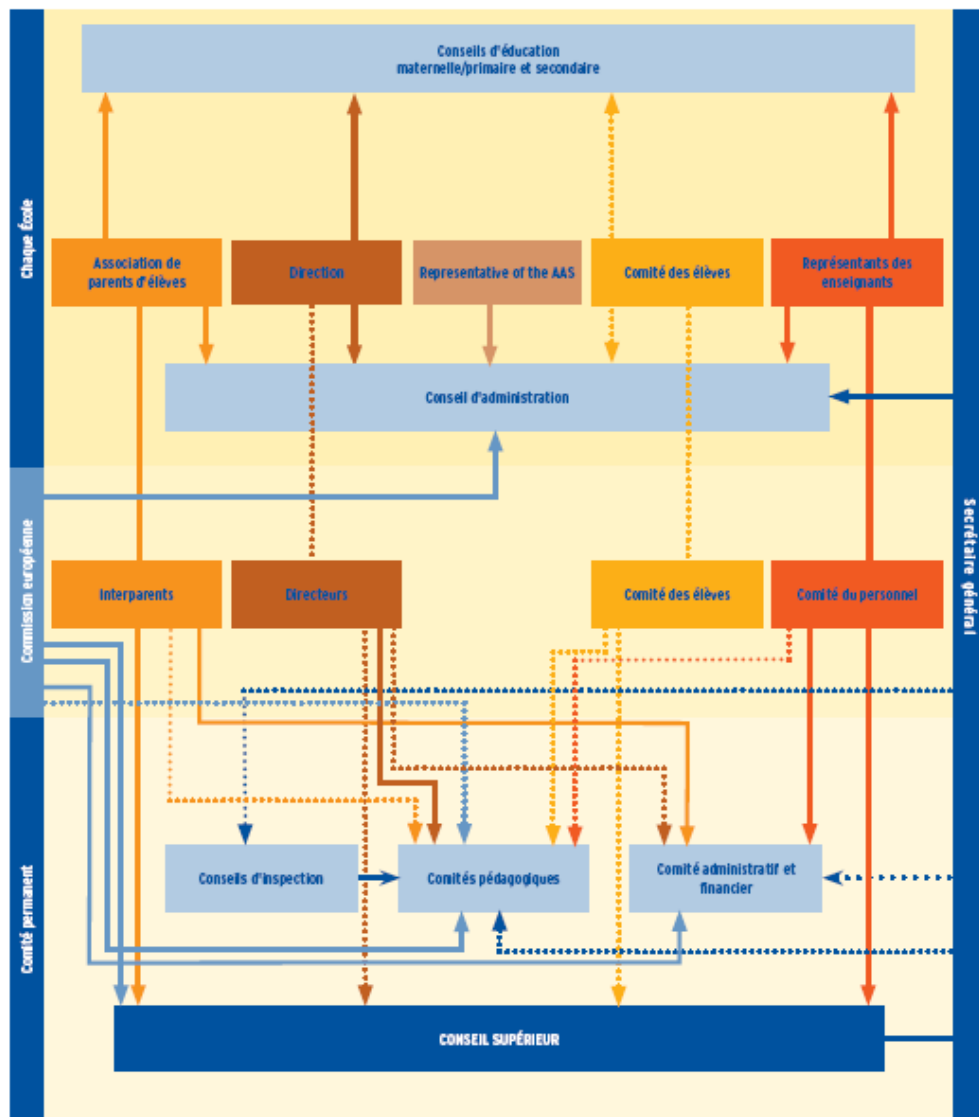 Conseils d'éducation
maternelle/primaire et secondaire
Chaque École
Association de
parents d'élèves
Direction
Representative of the AAS
Comité des élèves
Représentants des
enseignants
Conseil d'administration
Commission européenne
Secrétaire général
Interparents
Directeurs
Comité des élèves
Comité du personnel
Comité permanent
Conseils d'inspection
Comités pédagogiques
Comité administratif et
financier
CONSEIL SUPÉRIEUR